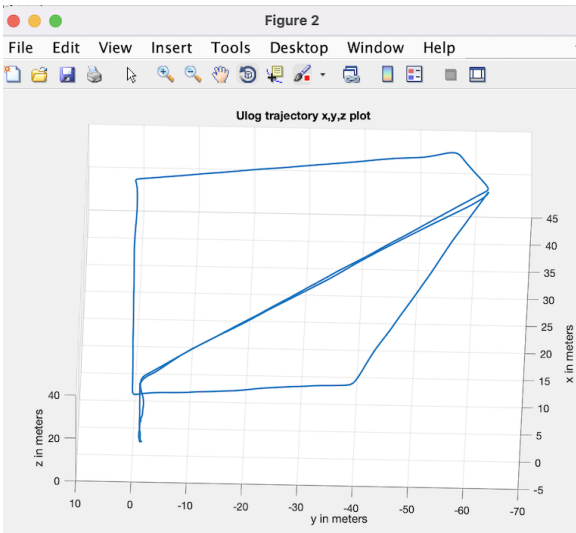 Figure 2
File Edit View Insert Tools Desktop Window Help
Ulog trajectory x,y,z plot
45
40
35
30
25
20
15
10
5
0
-5
x in meters
40
20
0
z in meters
10 0 -10 -20 -30 -40 -50 -60 -70
y in meters